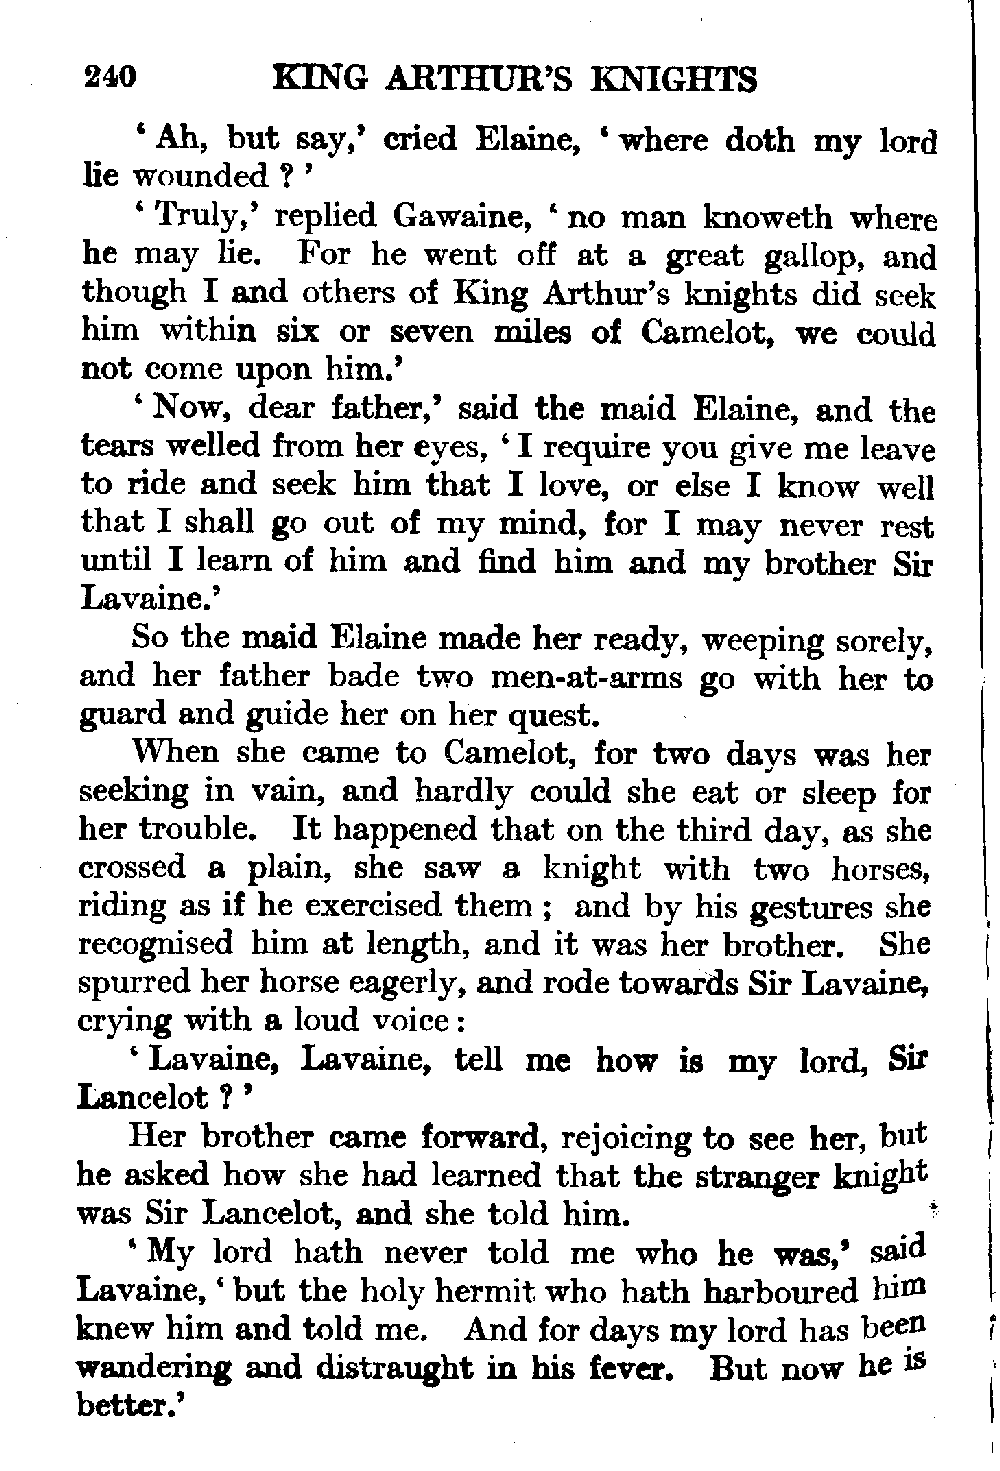 240 KING ARTHUR'S KNIGHTS
‘ Ah, but say,’ cried Elaine, ‘ where doth my lord
lie wounded ? ’
‘ Truly,’ replied Gawaine, ‘ no man knoweth where
he may lie. For he went off at a great gallop, and
though I and others of King Arthur’s knights did seek
him within six or seven miles of Camelot, we could
not come upon him.’
‘ Now, dear father,’ said the maid Elaine, and the
tears welled from her eyes, ‘ I require you give me leave
to ride and seek him that I love, or else I know well
that I shall go out of my mind, for I may never rest
until I learn of him and find him and my brother Sir
Lavaine.’
So the maid Elaine made her ready, weeping sorely,
and her father bade two men-at-arms go with her to
guard and guide her on her quest.
When she came to Camelot, for two days was her
seeking in vain, and hardly could she eat or sleep for
her trouble. It happened that on the third day, as she
crossed a plain, she saw a knight with two horses,
riding as if he exercised them ; and by his gestures she
recognised him at length, and it was her brother. She
spurred her horse eagerly, and rode towards Sir Lavaine,
crying with a loud voice :
‘ Lavaine, Lavaine, tell me how is my lord, Sir
Lancelot ? ’
Her brother came forward, rejoicing to see her, but
he asked how she had learned that the stranger knight
was Sir Lancelot, and she told him.
‘ My lord hath never told me who he was,’ said
Lavaine, ‘ but the holy hermit who hath harboured him
knew him and told me. And for days my lord has been
wandering and distraught in his fever. But now he is
better.’